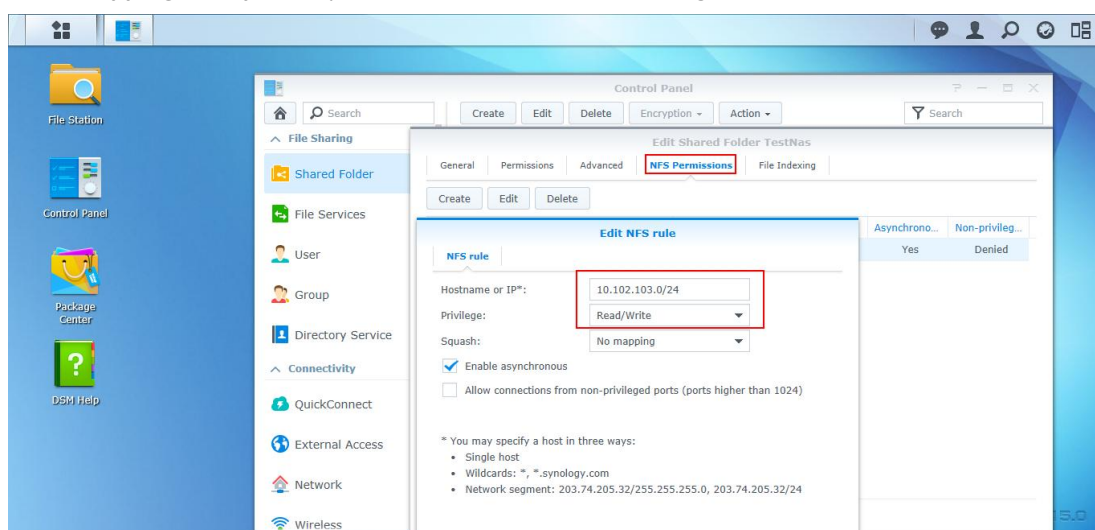 File Station
Control Panel
Package
Center
DSM Help
Control Panel
Search
Create Edit Delete Encryption Action
Search
File Sharing
Shared Folder
File Services
User
Group
Directory Service
Connectivity
QuickConnect
External Access
Network
Wireless
Edit Shared Folder TestNas
General Permissions Advanced NFS Permissions File Indexing
Create Edit Delete
Asynchrono... Non-privileg...
Yes Denied
Edit NFS rule
NFS rule
Hostname or IP*: 10.102.103.0/24
Privilege: Read/Write
Squash: No mapping
Enable asynchronous
Allow connections from non-privileged ports (ports higher than 1024)
* You may specify a host in three ways:
• Single host
• Wildcards: *, *.synology.com
• Network segment: 203.74.205.32/255.255.255.0, 203.74.205.32/24
5.0